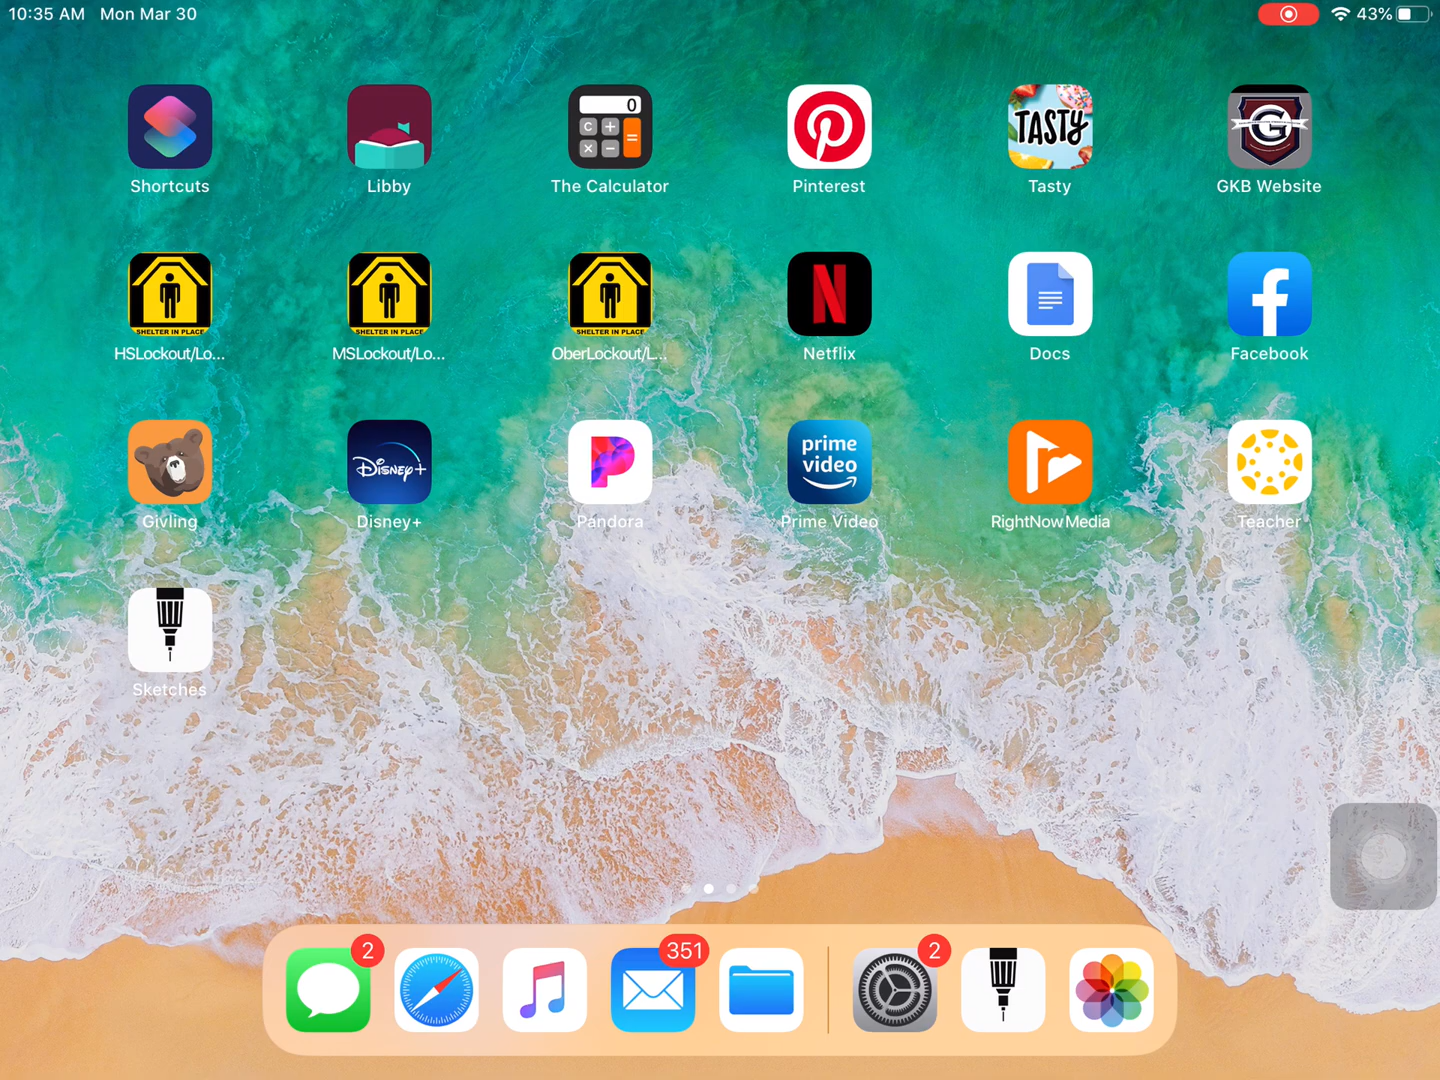 10:35 AM Mon Mar 30 43%
0
C +
× − =
TASTY
G
Shortcuts Libby The Calculator Pinterest Tasty GKB Website
SHELTER IN PLACE SHELTER IN PLACE SHELTER IN PLACE N
HSLockout/Lo... MSLockout/Lo... OberLockout/L... Netflix Docs Facebook
Disney+ prime video
Givling Disney+ Pandora Prime Video RightNow Media Teacher
Sketches
2 351 2